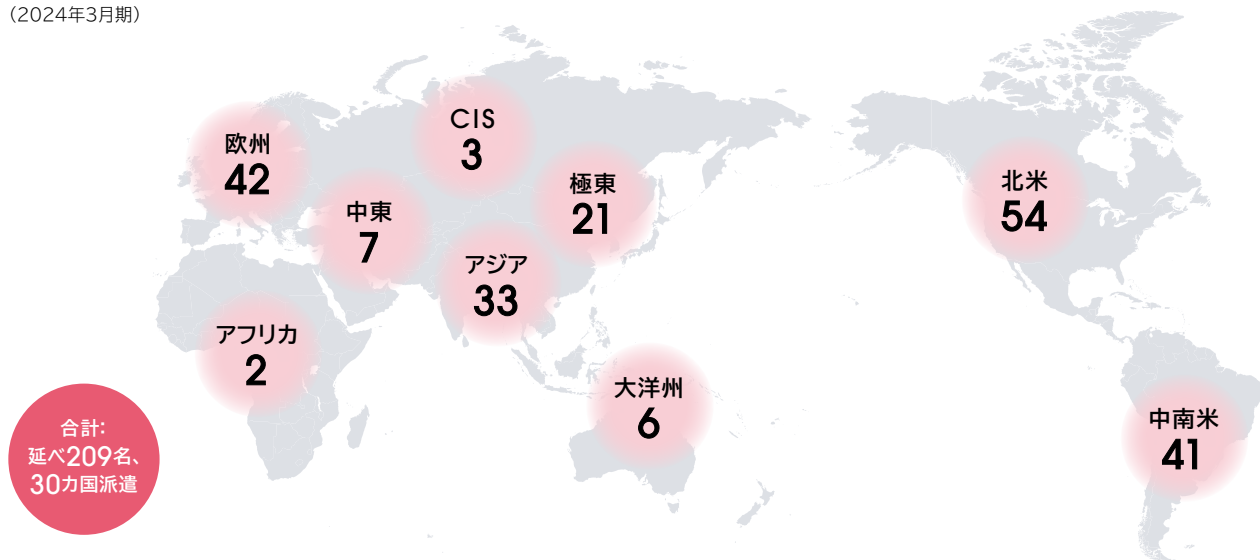 （2024年3月期）
欧州
42
CIS
3
中東
7
極東
21
アジア
33
アフリカ
2
大洋州
6
北米
54
中南米
41
合計：
延べ209名、
30カ国派遣